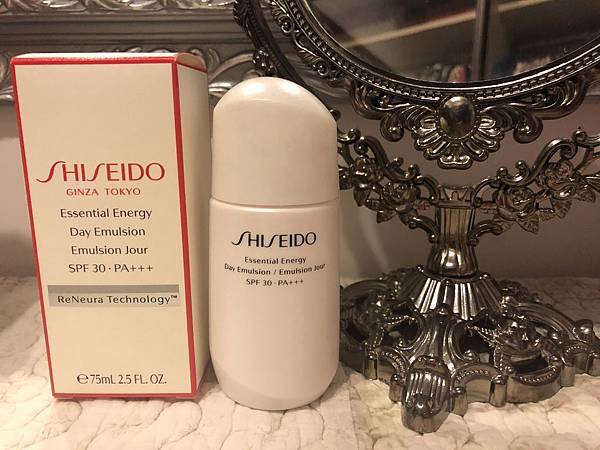 SHISEIDO
GINZA TOKYO
Essential Energy
Day Emulsion
Emulsion Jour
SPF 30・PA+++
ReNeura Technology™
℮75mL 2.5 FL. OZ.
SHISEIDO
Essential Energy
Day Emulsion / Emulsion Jour
SPF 30・PA+++